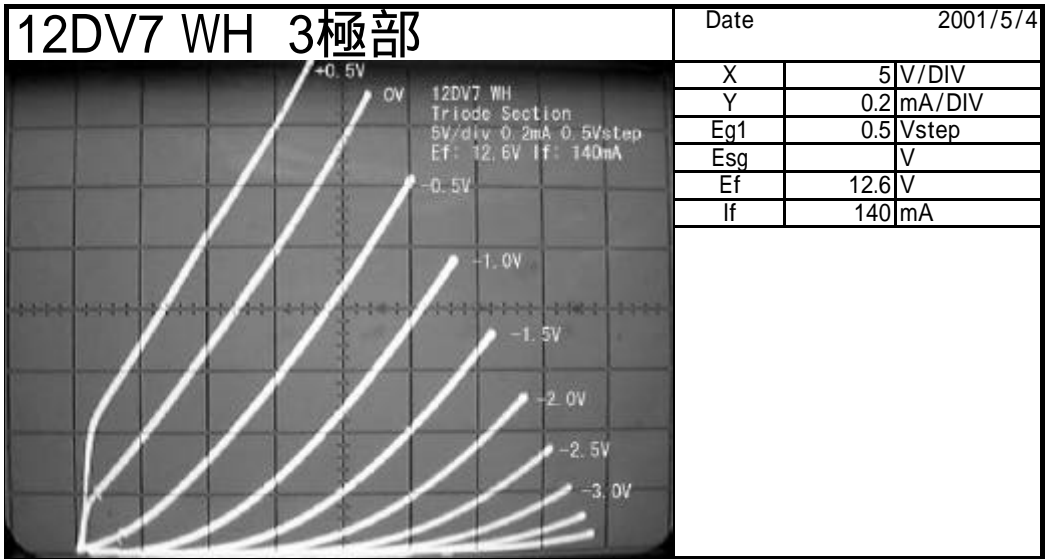 12DV7 WH 3極部
Date 2001/5/4
X 5 V/DIV
Y 0.2 mA/DIV
Eg1 0.5 Vstep
Esg V
Ef 12.6 V
If 140 mA
+0.5V
0V
12DV7 WH
Triode Section
5V/div 0.2mA 0.5Vstep
Ef: 12.6V If: 140mA
-0.5V
-1.0V
-1.5V
-2.0V
-2.5V
-3.0V